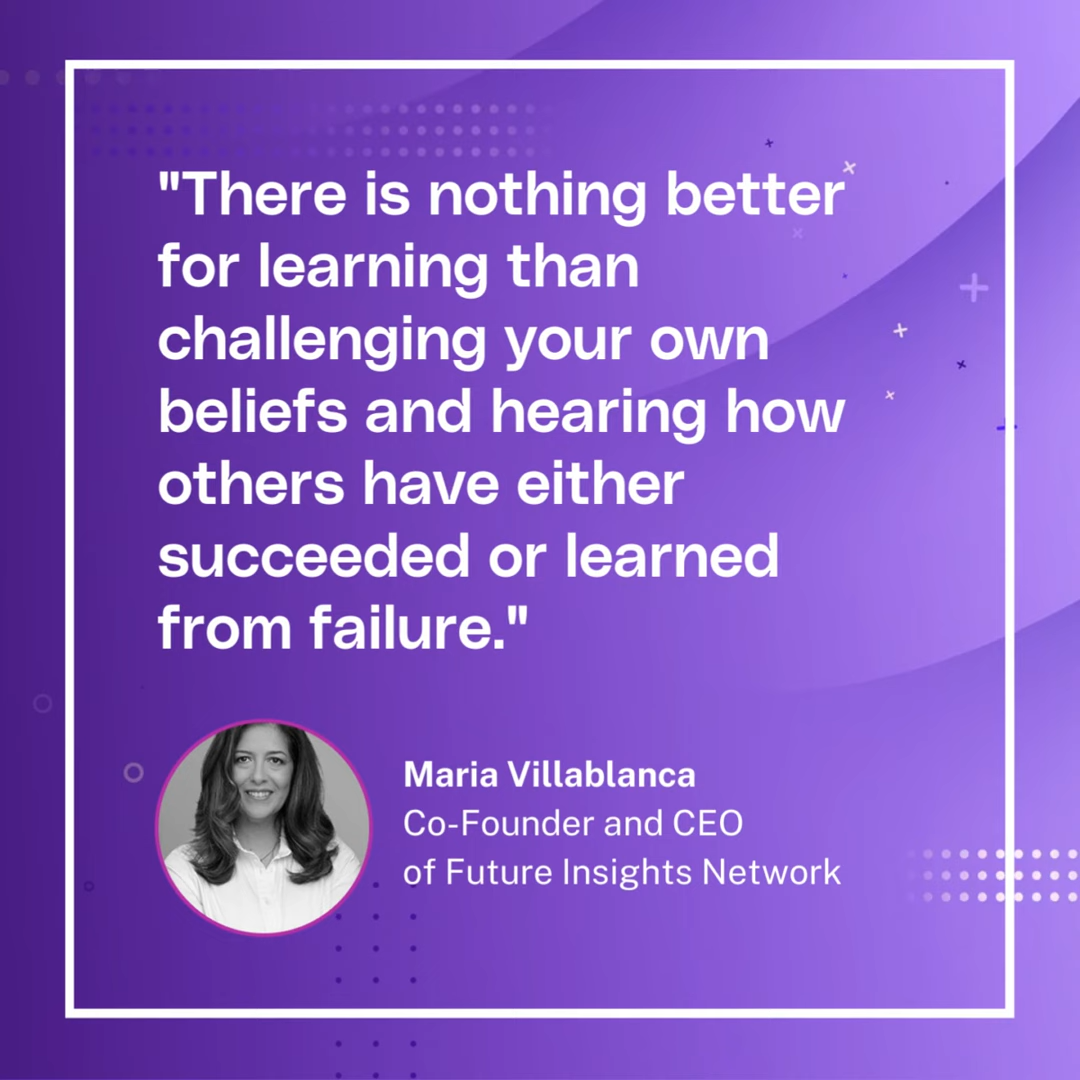 "There is nothing better
for learning than
challenging your own
beliefs and hearing how
others have either
succeeded or learned
from failure."
Maria Villablanca
Co-Founder and CEO
of Future Insights Network